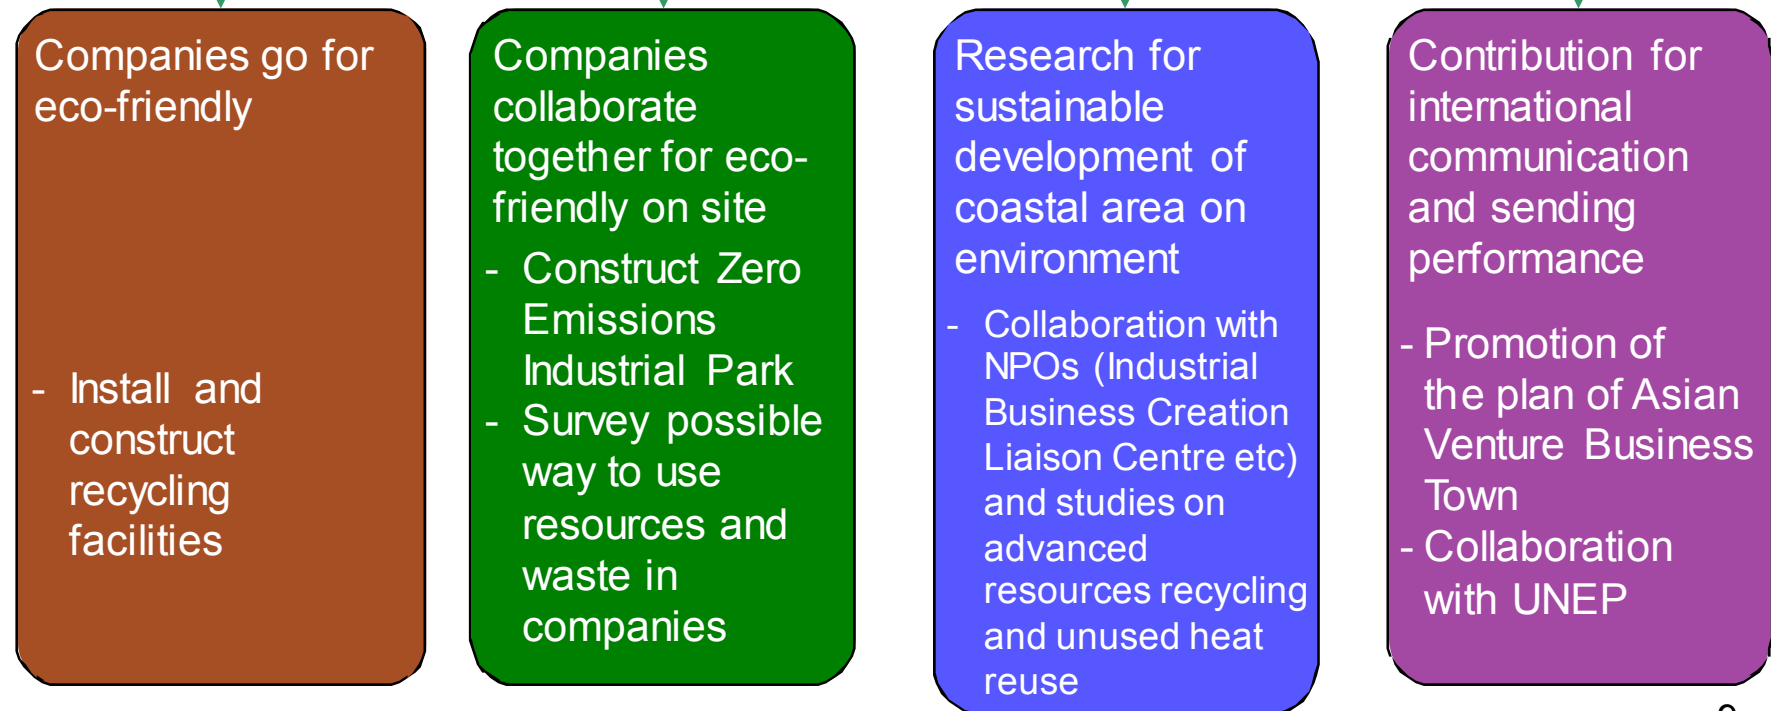 Companies go for
eco-friendly
- Install and
construct
recycling
facilities
Companies
collaborate
together for eco-
friendly on site
- Construct Zero
Emissions
Industrial Park
- Survey possible
way to use
resources and
waste in
companies
Research for
sustainable
development of
coastal area on
environment
- Collaboration with
NPOs (Industrial
Business Creation
Liaison Centre etc)
and studies on
advanced
resources recycling
and unused heat
reuse
Contribution for
international
communication
and sending
performance
- Promotion of
the plan of Asian
Venture Business
Town
- Collaboration
with UNEP